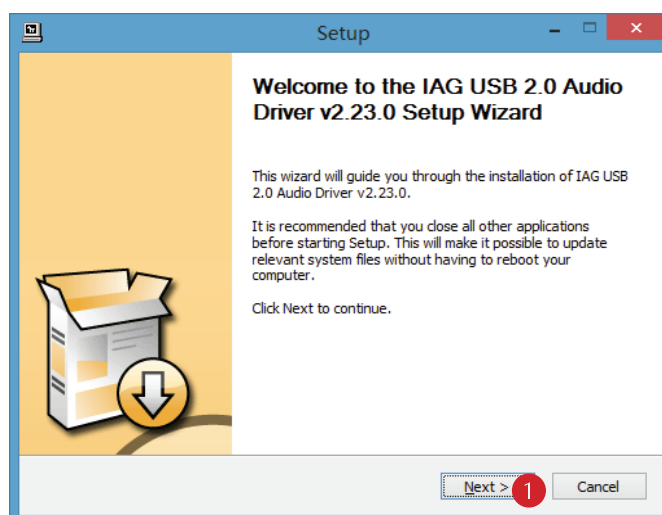 Setup
Welcome to the IAG USB 2.0 Audio
Driver v2.23.0 Setup Wizard
This wizard will guide you through the installation of IAG USB
2.0 Audio Driver v2.23.0.
It is recommended that you close all other applications
before starting Setup. This will make it possible to update
relevant system files without having to reboot your
computer.
Click Next to continue.
Next > 1 Cancel